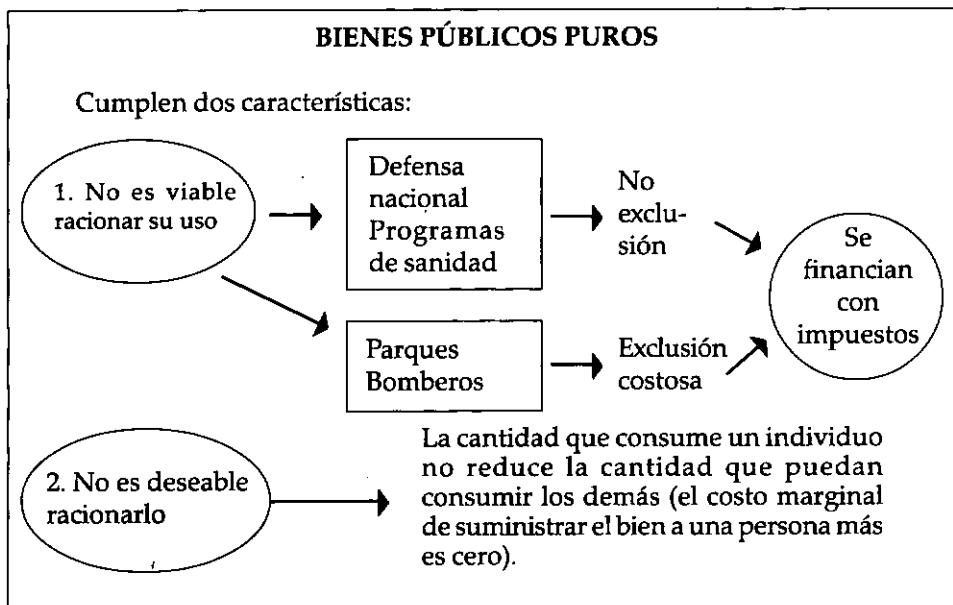 BIENES PÚBLICOS PUROS
Cumplen dos características:
1. No es viable
racionar su uso
Defensa
nacional
Programas
de sanidad
No
exclu-
sión
Se
financian
con
impuestos
Parques
Bomberos
Exclusión
costosa
2. No es deseable
racionarlo
La cantidad que consume un individuo
no reduce la cantidad que puedan
consumir los demás (el costo marginal
de suministrar el bien a una persona más
es cero).